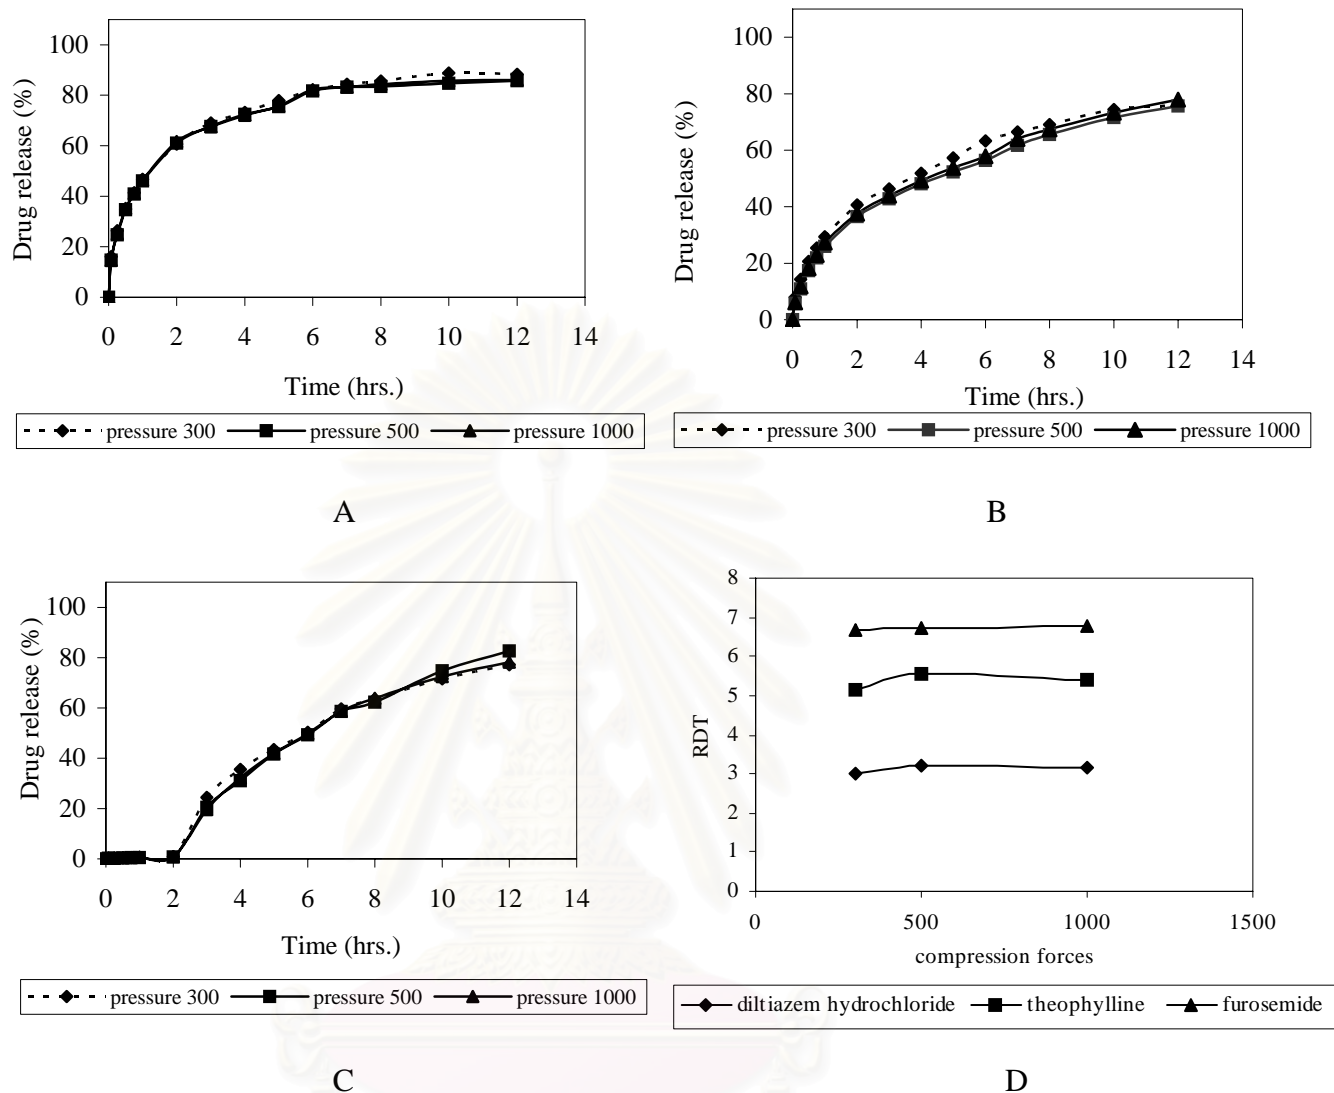 100
80
60
40
20
0
Drug release (%)
0 2 4 6 8 10 12 14
Time (hrs.)
pressure 300 pressure 500 pressure 1000
A
100
80
60
40
20
0
Drug release (%)
0 2 4 6 8 10 12 14
Time (hrs.)
pressure 300 pressure 500 pressure 1000
B
100
80
60
40
20
0
Drug release (%)
0 2 4 6 8 10 12 14
Time (hrs.)
pressure 300 pressure 500 pressure 1000
C
8
7
6
5
4
3
2
1
0
RDT
0 500 1000 1500
compression forces
diltiazem hydrochloride theophylline furosemide
D